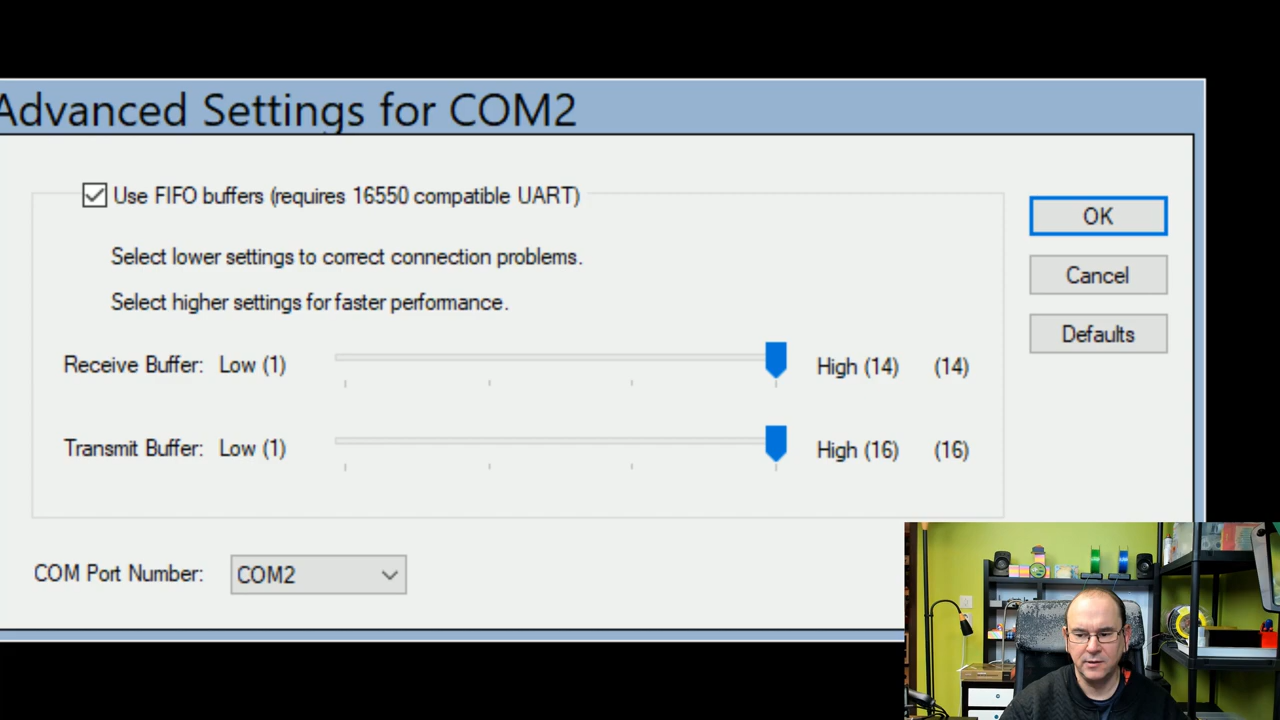 Advanced Settings for COM2
Use FIFO buffers (requires 16550 compatible UART)
OK
Select lower settings to correct connection problems.
Cancel
Select higher settings for faster performance.
Defaults
Receive Buffer: Low (1) High (14) (14)
Transmit Buffer: Low (1) High (16) (16)
COM Port Number: COM2